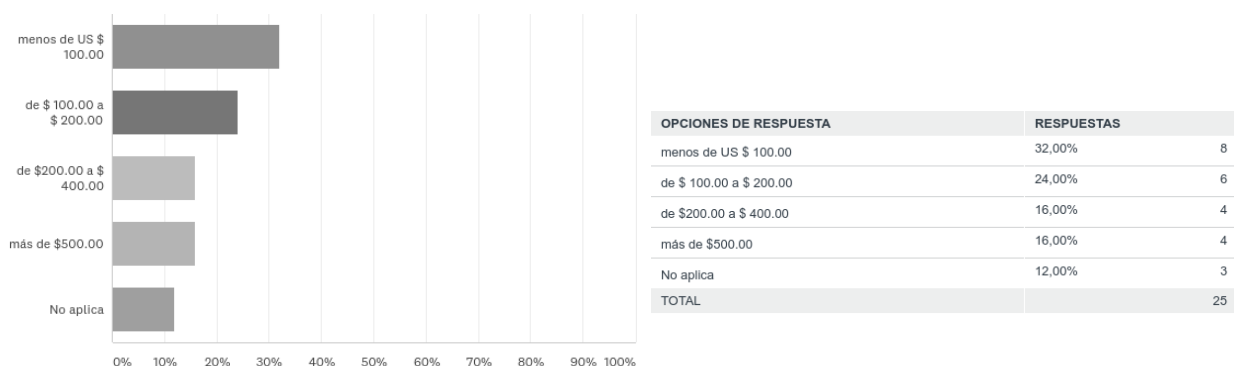 menos de US $
100.00
de $ 100.00 a
$ 200.00
de $200.00 a $
400.00
más de $500.00
No aplica
0% 10% 20% 30% 40% 50% 60% 70% 80% 90% 100%
OPCIONES DE RESPUESTA RESPUESTAS
menos de US $ 100.00 32,00% 8
de $ 100.00 a $ 200.00 24,00% 6
de $200.00 a $ 400.00 16,00% 4
más de $500.00 16,00% 4
No aplica 12,00% 3
TOTAL 25